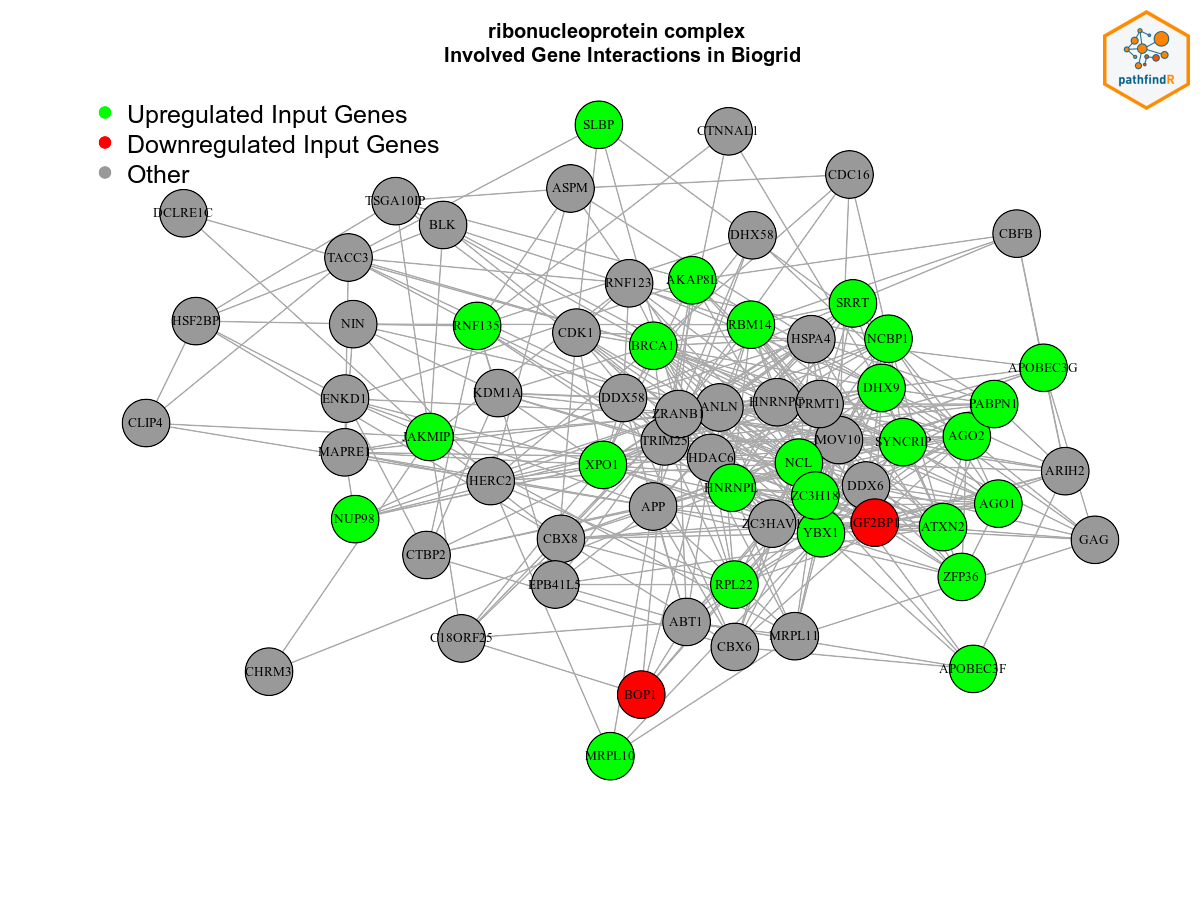 ribonucleoprotein complex
Involved Gene Interactions in Biogrid
pathfindR
Upregulated Input Genes
Downregulated Input Genes
Other
SLBP
CTNNAL1
CDC16
ASPM
TSGA10IP
DCLRE1C
BLK
DHX58
CBFB
TACC3
RNF123
AKAP8L
SRRT
HSF2BP
NIN
RNF135
CDK1
BRCA1
RBM14
HSPA4
NCBP1
APOBEC3G
ENKD1
KDM1A
DDX58
ZRANB1
ANLN
HNRNPC
PRMT1
DHX9
PABPN1
CLIP4
MAPRE1
JAKMIP1
TRIM25
MOV10
SYNCRIP
AGO2
HERC2
XPO1
HDAC6
NCL
HNRNPL
ZC3H18
DDX6
ARIH2
NUP98
APP
ZC3HAV1
YBX1
GF2BP1
ATXN2
AGO1
GAG
CTBP2
CBX8
EPB41L5
RPL22
ZFP36
C18ORF25
ABT1
CBX6
MRPL11
APOBEC3F
CHRM3
BOP1
MRPL10